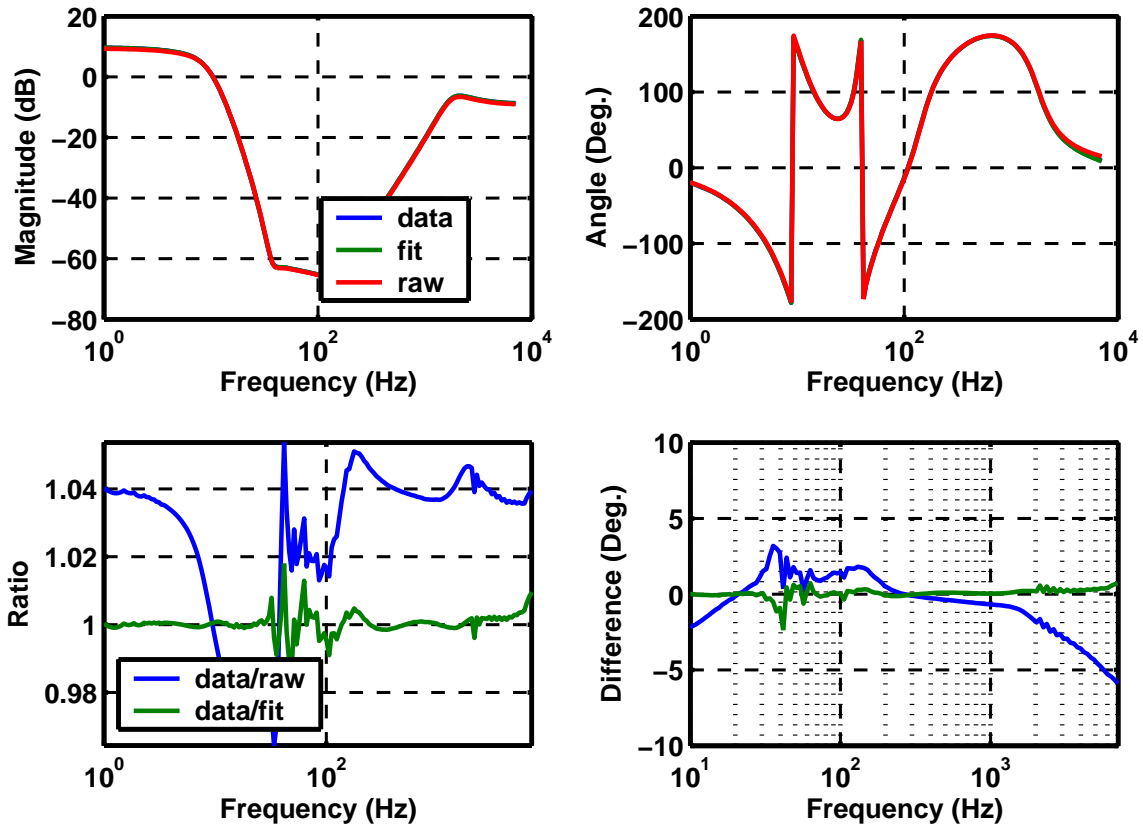 20
0
−20
−40
−60
−80
Magnitude (dB)
data
fit
raw
10^0
10^2
10^4
Frequency (Hz)
200
100
0
−100
−200
Angle (Deg.)
10^0
10^2
10^4
Frequency (Hz)
1.04
1.02
1
0.98
Ratio
data/raw
data/fit
10^0
10^2
Frequency (Hz)
10
5
0
−5
−10
Difference (Deg.)
10^1
10^2
10^3
Frequency (Hz)